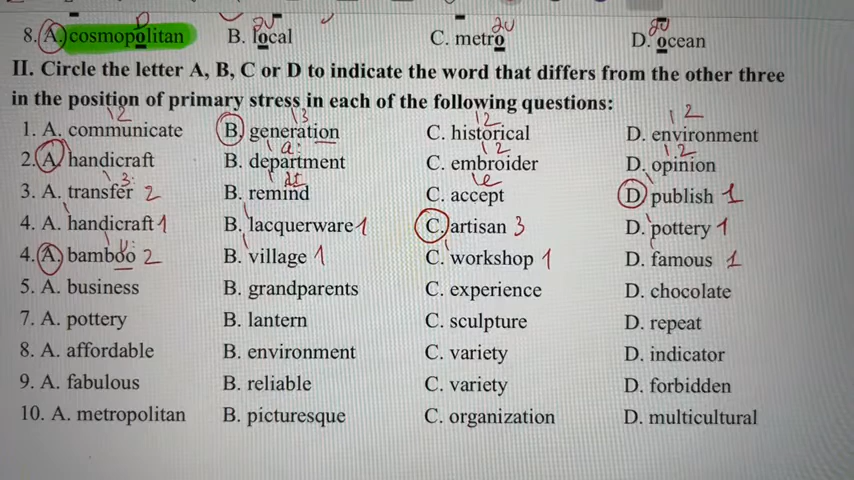 8. A. cosmopolitan B. local C. metro D. ocean
II. Circle the letter A, B, C or D to indicate the word that differs from the other three
in the position of primary stress in each of the following questions:
1. A. communicate B. generation C. historical D. environment
2. A. handicraft B. department C. embroider D. opinion
3. A. transfer 2 B. remind C. accept D. publish 1
4. A. handicraft 1 B. lacquerware 1 C. artisan 3 D. pottery 1
4. A. bamboo 2 B. village 1 C. workshop 1 D. famous 1
5. A. business B. grandparents C. experience D. chocolate
7. A. pottery B. lantern C. sculpture D. repeat
8. A. affordable B. environment C. variety D. indicator
9. A. fabulous B. reliable C. variety D. forbidden
10. A. metropolitan B. picturesque C. organization D. multicultural